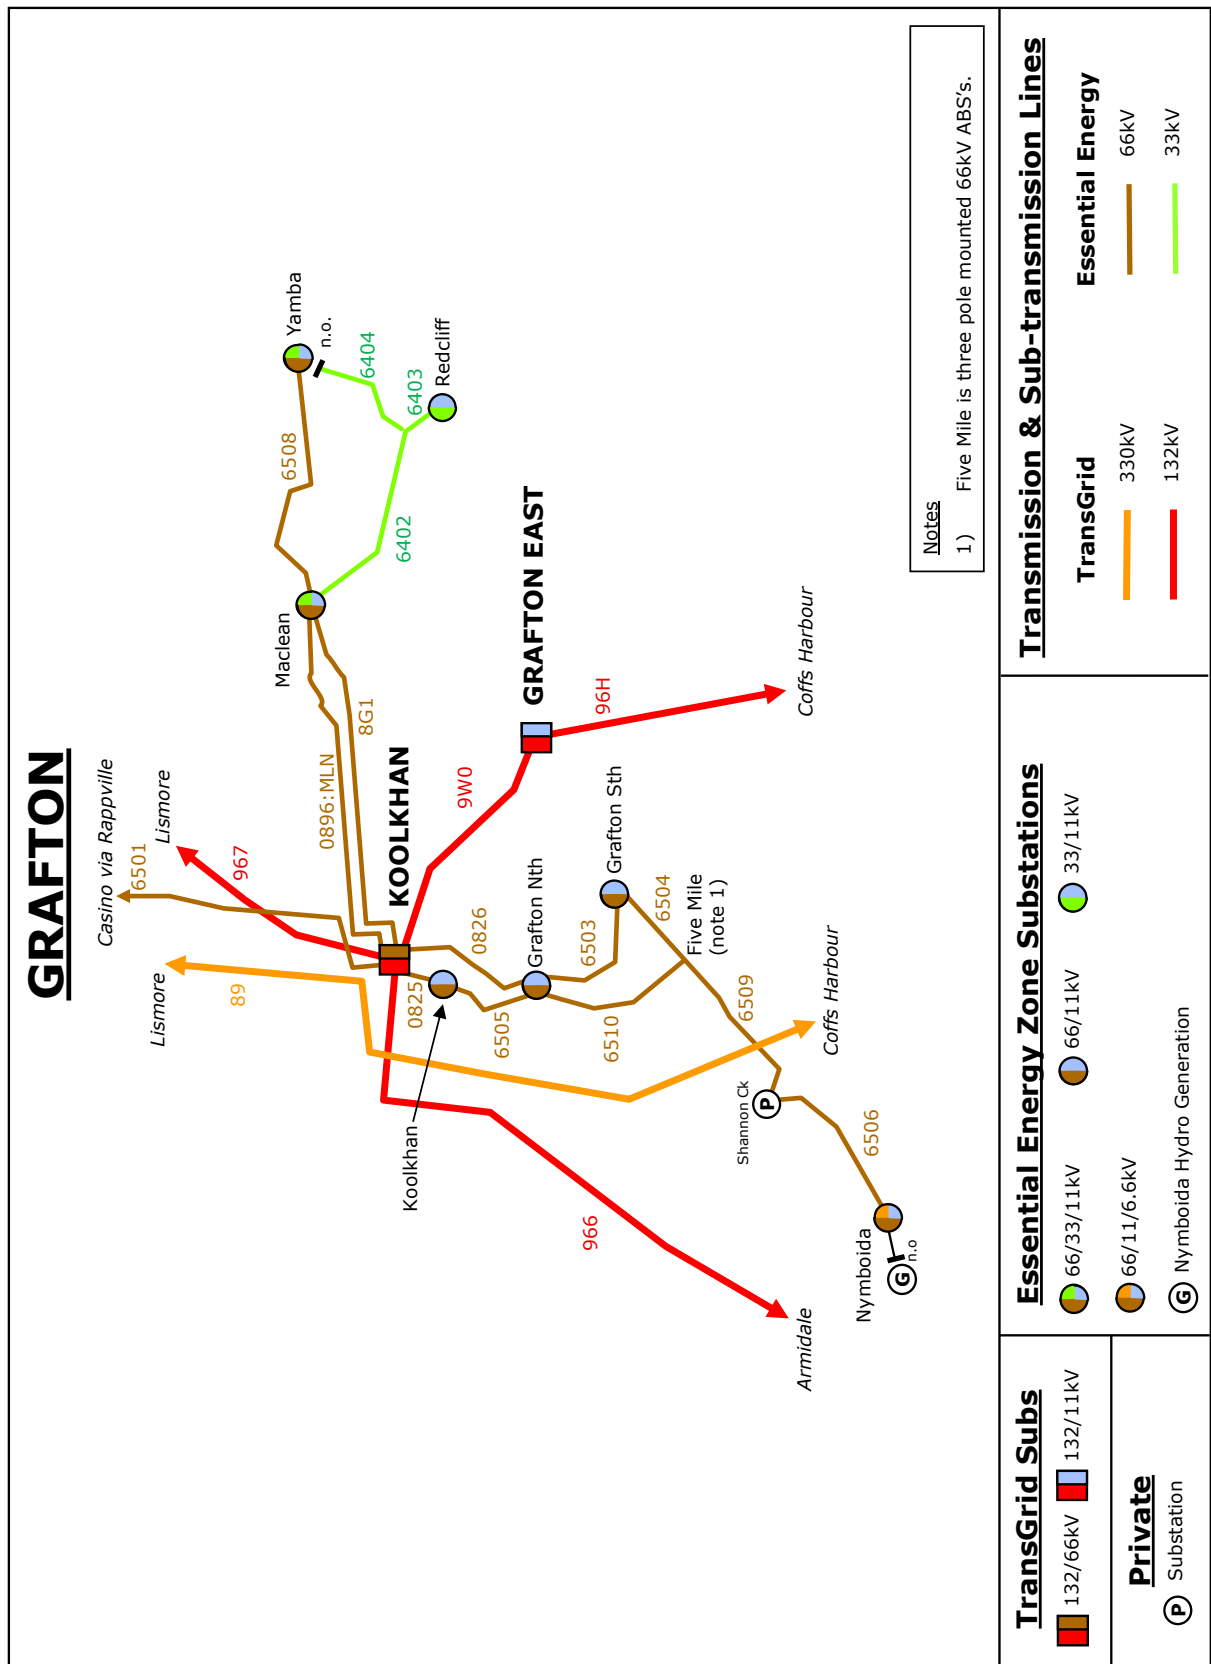 GRAFTON
Casino via Rappville
6501
Lismore
967
Lismore
89
Yamba
n.o.
6508
6404
6403
Redcliff
6402
Maclean
0896:MLN
8G1
KOOLKHAN
GRAFTON EAST
9W0
96H
Coffs Harbour
0826
0825
Grafton Nth
Grafton Sth
6503
6504
6505
6510
Five Mile
(note 1)
6509
Coffs Harbour
Koolkhan
Shannon Ck
P
6506
966
Nymboida
G
n.o
Armidale
Notes
1) Five Mile is three pole mounted 66kV ABS's.
TransGrid Subs
132/66kV
132/11kV
Private
P Substation
Essential Energy Zone Substations
66/33/11kV
66/11kV
33/11kV
66/11/6.6kV
G Nymboida Hydro Generation
Transmission & Sub-transmission Lines
TransGrid
Essential Energy
330kV
66kV
132kV
33kV